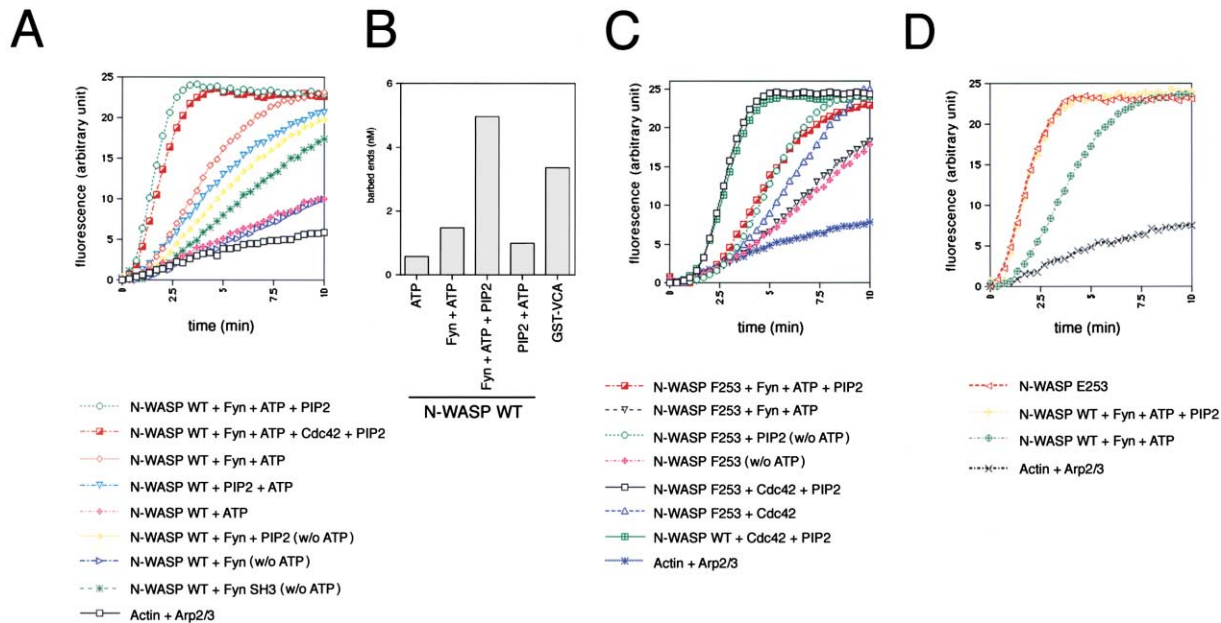 A
B
C
D
fluorescence (arbitrary unit)
25
20
15
10
5
0
0
2.5
5
7.5
10
time (min)
N-WASP WT + Fyn + ATP + PIP2
N-WASP WT + Fyn + ATP + Cdc42 + PIP2
N-WASP WT + Fyn + ATP
N-WASP WT + PIP2 + ATP
N-WASP WT + ATP
N-WASP WT + Fyn + PIP2 (w/o ATP)
N-WASP WT + Fyn (w/o ATP)
N-WASP WT + Fyn SH3 (w/o ATP)
Actin + Arp2/3
barbed ends (nM)
6
4
2
0
ATP
Fyn + ATP
Fyn + ATP + PIP2
PIP2 + ATP
GST-VCA
N-WASP WT
fluorescence (arbitrary unit)
25
20
15
10
5
0
0
2.5
5
7.5
10
time (min)
N-WASP F253 + Fyn + ATP + PIP2
N-WASP F253 + Fyn + ATP
N-WASP F253 + PIP2 (w/o ATP)
N-WASP F253 (w/o ATP)
N-WASP F253 + Cdc42 + PIP2
N-WASP F253 + Cdc42
N-WASP WT + Cdc42 + PIP2
Actin + Arp2/3
fluorescence (arbitrary unit)
25
20
15
10
5
0
0
2.5
5
7.5
10
time (min)
N-WASP E253
N-WASP WT + Fyn + ATP + PIP2
N-WASP WT + Fyn + ATP
Actin + Arp2/3